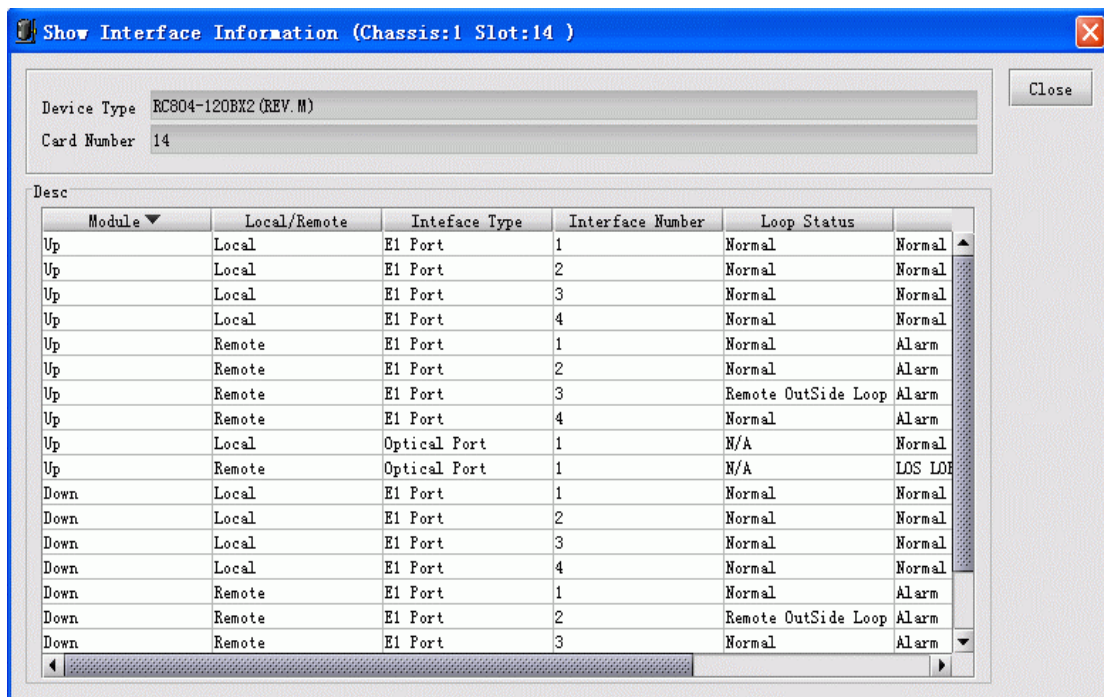 Show Interface Information (Chassis:1 Slot:14 )
Close
Device Type RC804-120BX2(REV.M)
Card Number 14
Desc
Module Local/Remote Inteface Type Interface Number Loop Status
Up Local E1 Port 1 Normal Normal
Up Local E1 Port 2 Normal Normal
Up Local E1 Port 3 Normal Normal
Up Local E1 Port 4 Normal Normal
Up Remote E1 Port 1 Normal Alarm
Up Remote E1 Port 2 Normal Alarm
Up Remote E1 Port 3 Remote OutSide Loop Alarm
Up Remote E1 Port 4 Normal Alarm
Up Local Optical Port 1 N/A Normal
Up Remote Optical Port 1 N/A LOS
Down Local E1 Port 1 Normal Normal
Down Local E1 Port 2 Normal Normal
Down Local E1 Port 3 Normal Normal
Down Local E1 Port 4 Normal Normal
Down Remote E1 Port 1 Normal Alarm
Down Remote E1 Port 2 Remote OutSide Loop Alarm
Down Remote E1 Port 3 Normal Alarm